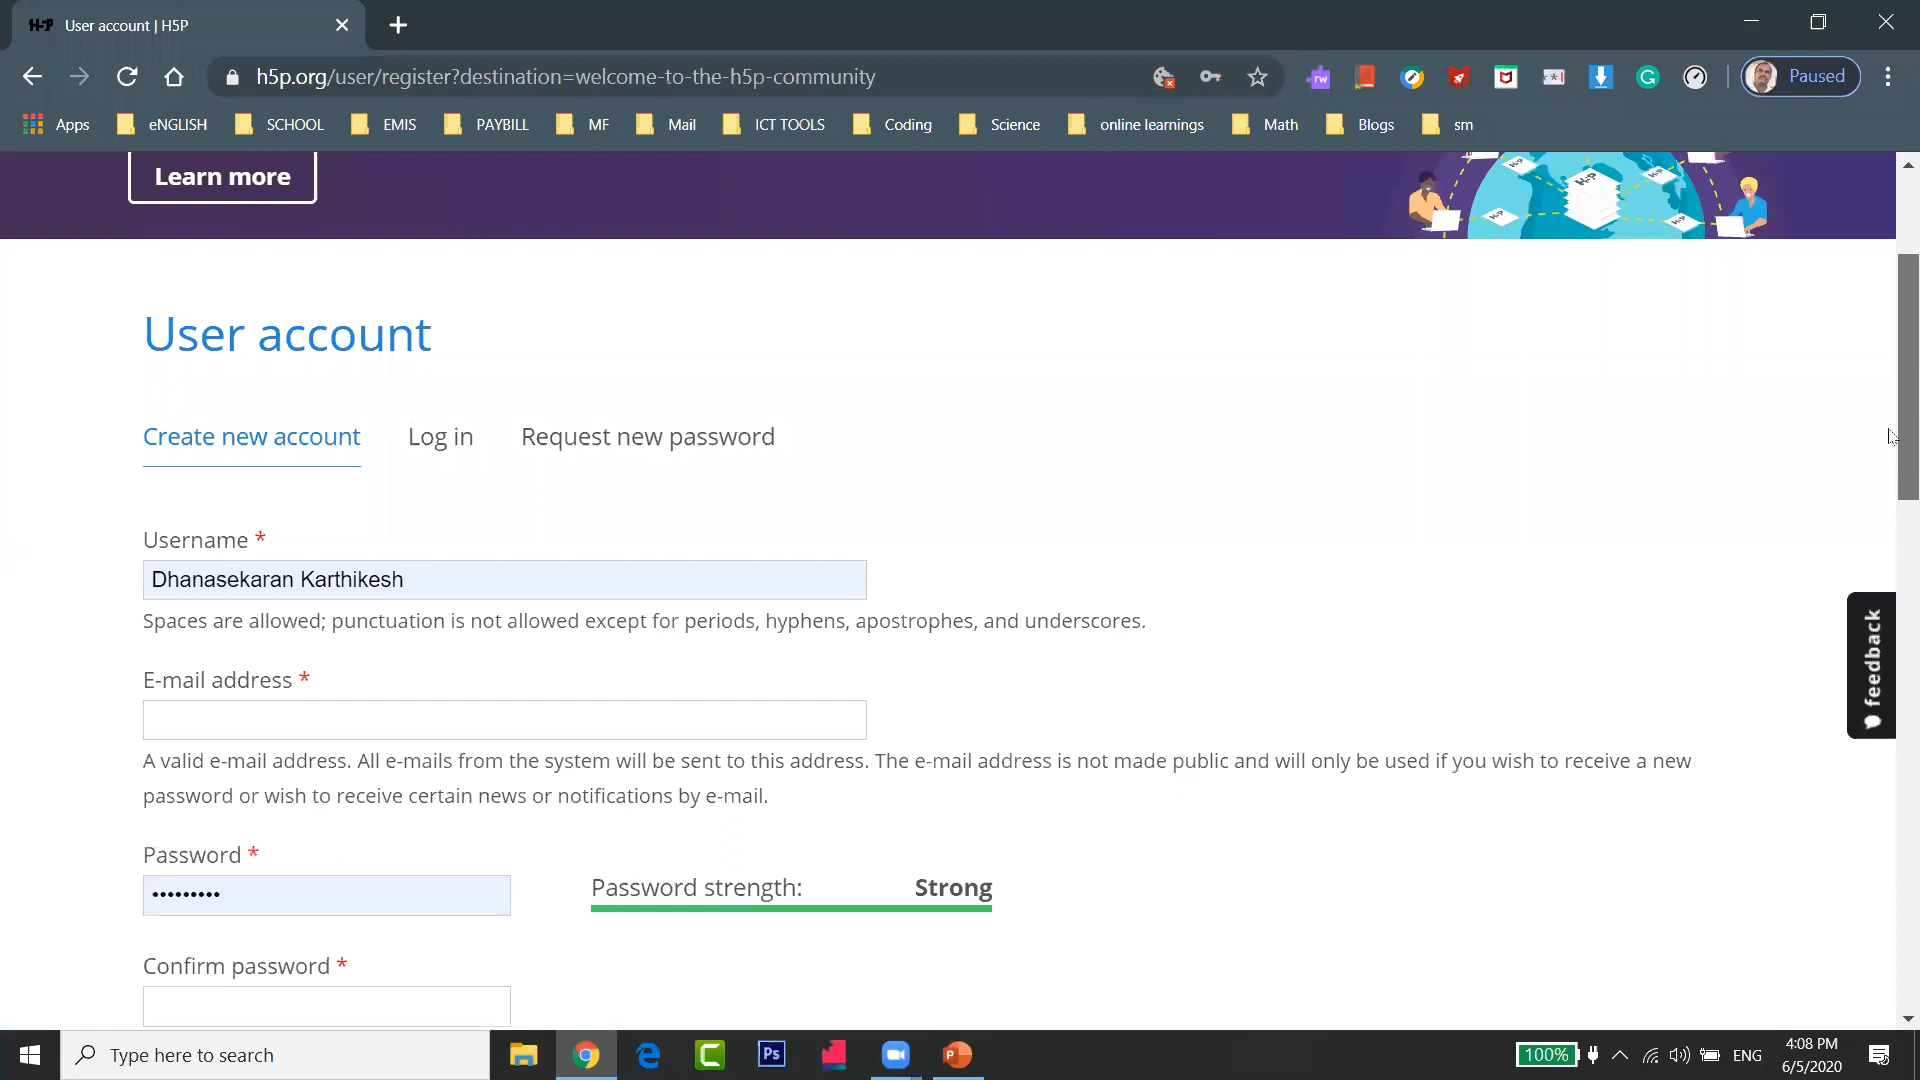 H-P User account | H5P
h5p.org/user/register?destination=welcome-to-the-h5p-community
Paused
Apps eNGLISH SCHOOL EMIS PAYBILL MF Mail ICT TOOLS Coding Science online learnings Math Blogs sm
Learn more
H-P
H-P
H-P
H-P
H-P
User account
Create new account Log in Request new password
Username *
Dhanasekaran Karthikesh
Spaces are allowed; punctuation is not allowed except for periods, hyphens, apostrophes, and underscores.
feedback
E-mail address *
A valid e-mail address. All e-mails from the system will be sent to this address. The e-mail address is not made public and will only be used if you wish to receive a new
password or wish to receive certain news or notifications by e-mail.
Password *
•••••••••
Password strength: Strong
Confirm password *
Type here to search
Ps
P
100%
ENG
4:08 PM
6/5/2020